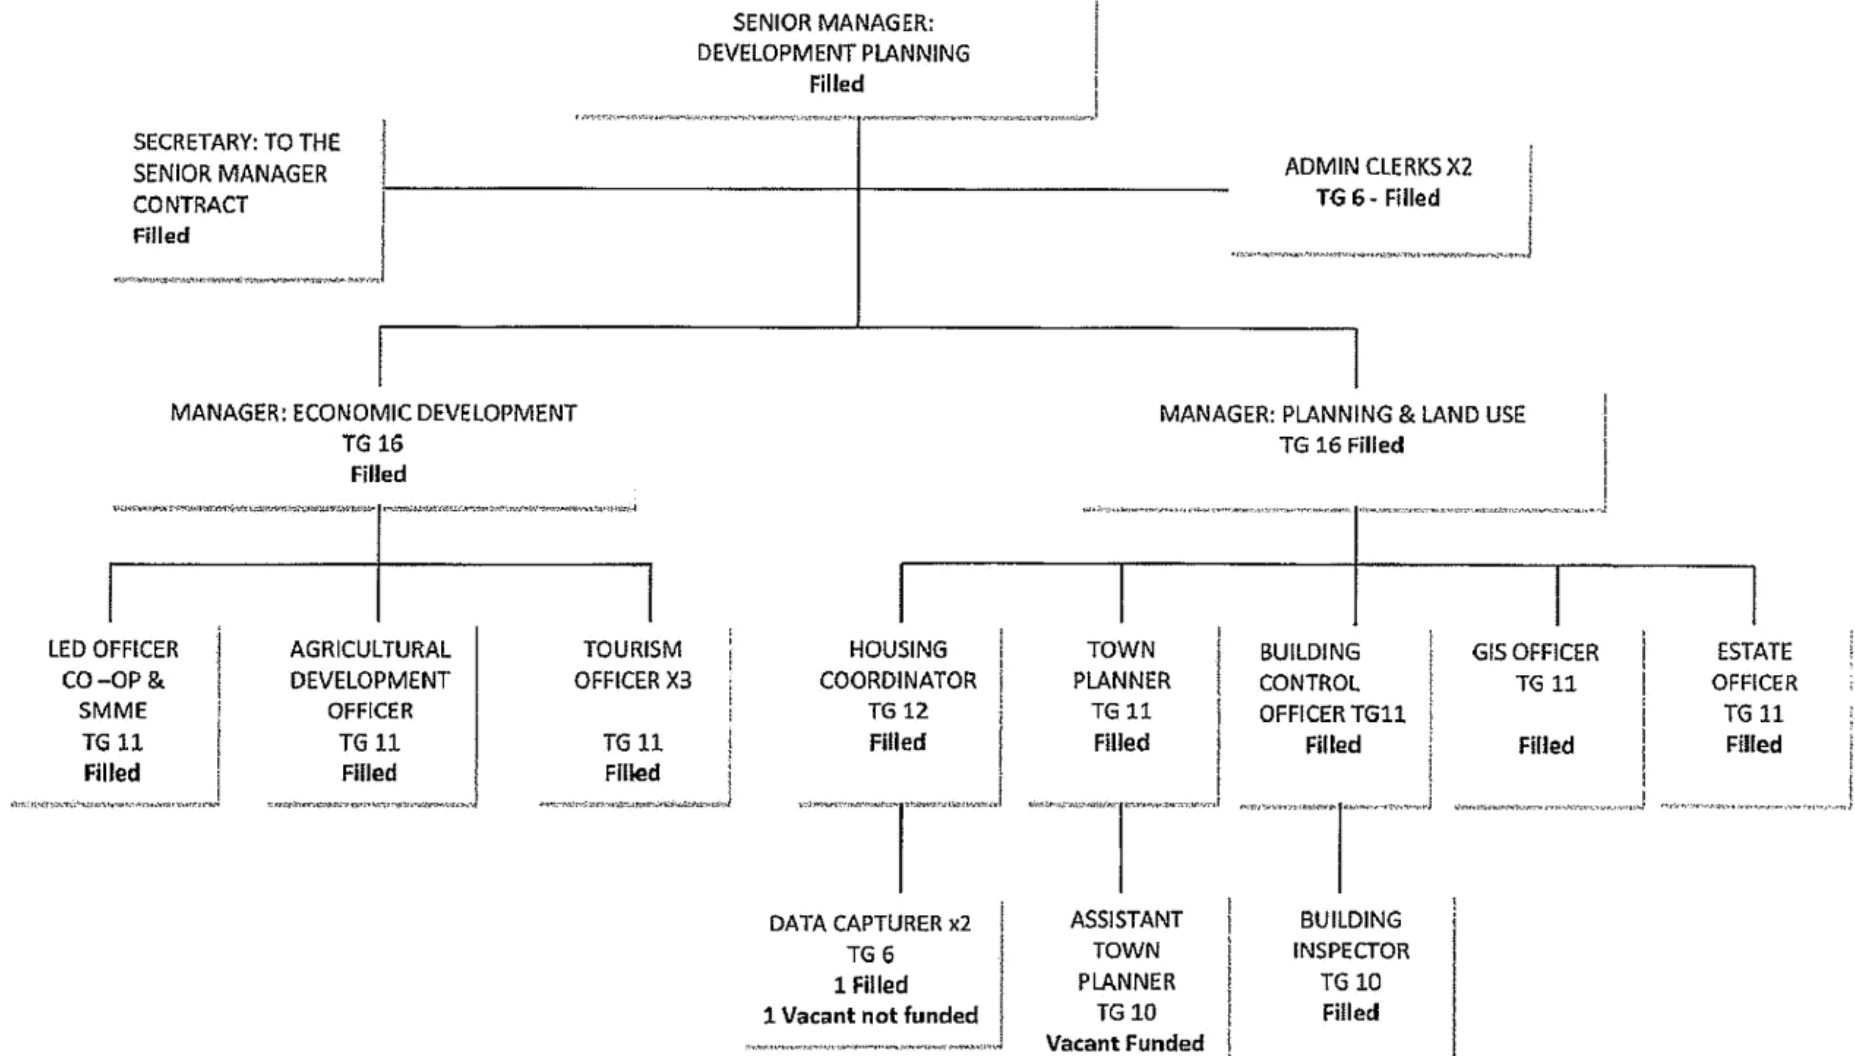 SENIOR MANAGER:
DEVELOPMENT PLANNING
Filled
SECRETARY: TO THE
SENIOR MANAGER
CONTRACT
Filled
ADMIN CLERKS X2
TG 6 - Filled
MANAGER: ECONOMIC DEVELOPMENT
TG 16
Filled
MANAGER: PLANNING & LAND USE
TG 16 Filled
LED OFFICER
CO –OP &
SMME
TG 11
Filled
AGRICULTURAL
DEVELOPMENT
OFFICER
TG 11
Filled
TOURISM
OFFICER X3
TG 11
Filled
HOUSING
COORDINATOR
TG 12
Filled
TOWN
PLANNER
TG 11
Filled
BUILDING
CONTROL
OFFICER TG11
Filled
GIS OFFICER
TG 11
Filled
ESTATE
OFFICER
TG 11
Filled
DATA CAPTURER x2
TG 6
1 Filled
1 Vacant not funded
ASSISTANT
TOWN
PLANNER
TG 10
Vacant Funded
BUILDING
INSPECTOR
TG 10
Filled